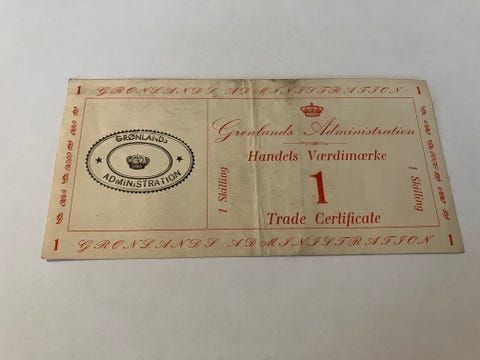 1 GRØNLANDS ADMINISTRATION 1
GRØNLANDS
ADMINISTRATION
Grønlands Administration
Handels Værdimærke
1 Skilling
1
1 Skilling
Trade Certificate
1 GRØNLANDS ADMINISTRATION 1